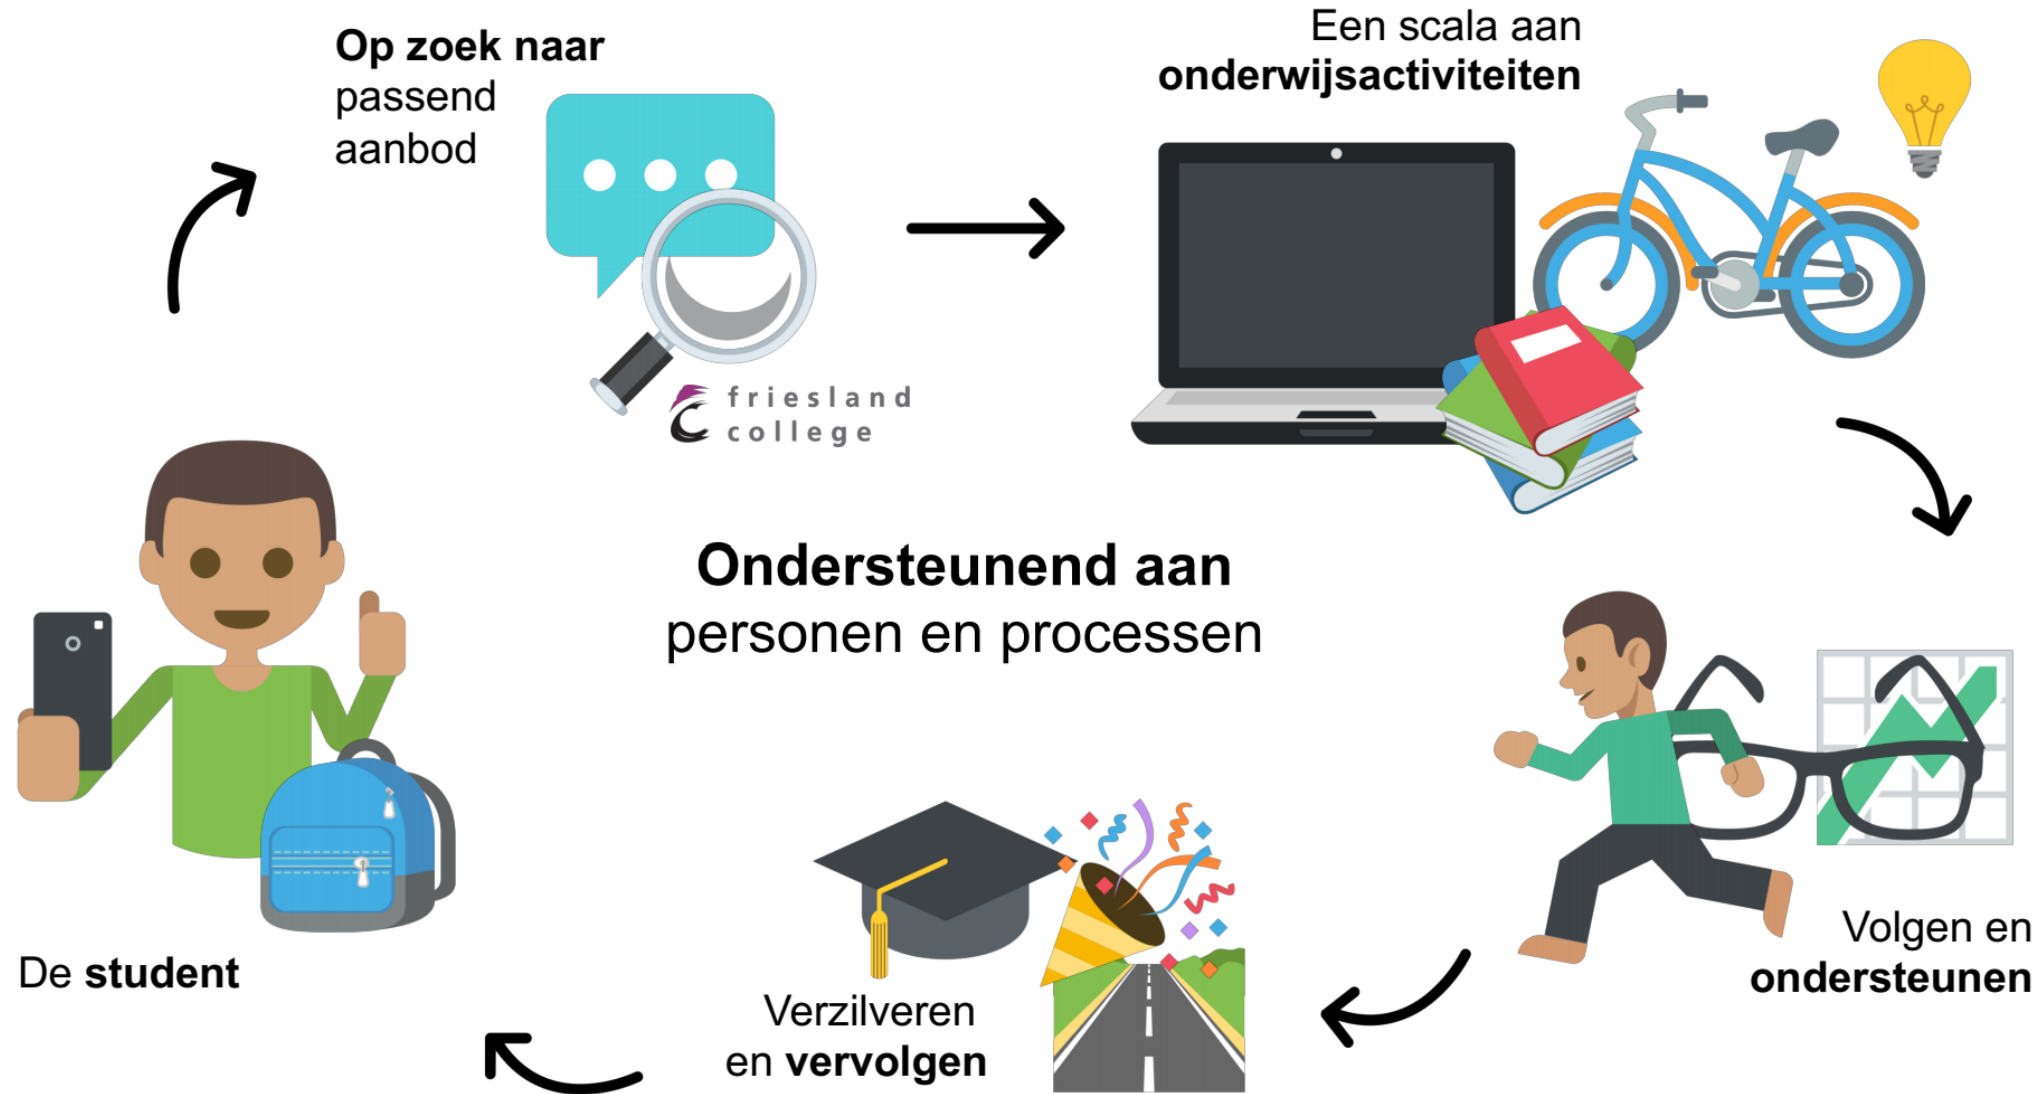 Op zoek naar
passend
aanbod
friesland
college
Een scala aan
onderwijsactiviteiten
Ondersteunend aan
personen en processen
Volgen en
ondersteunen
Verzilveren
en vervolgen
De student